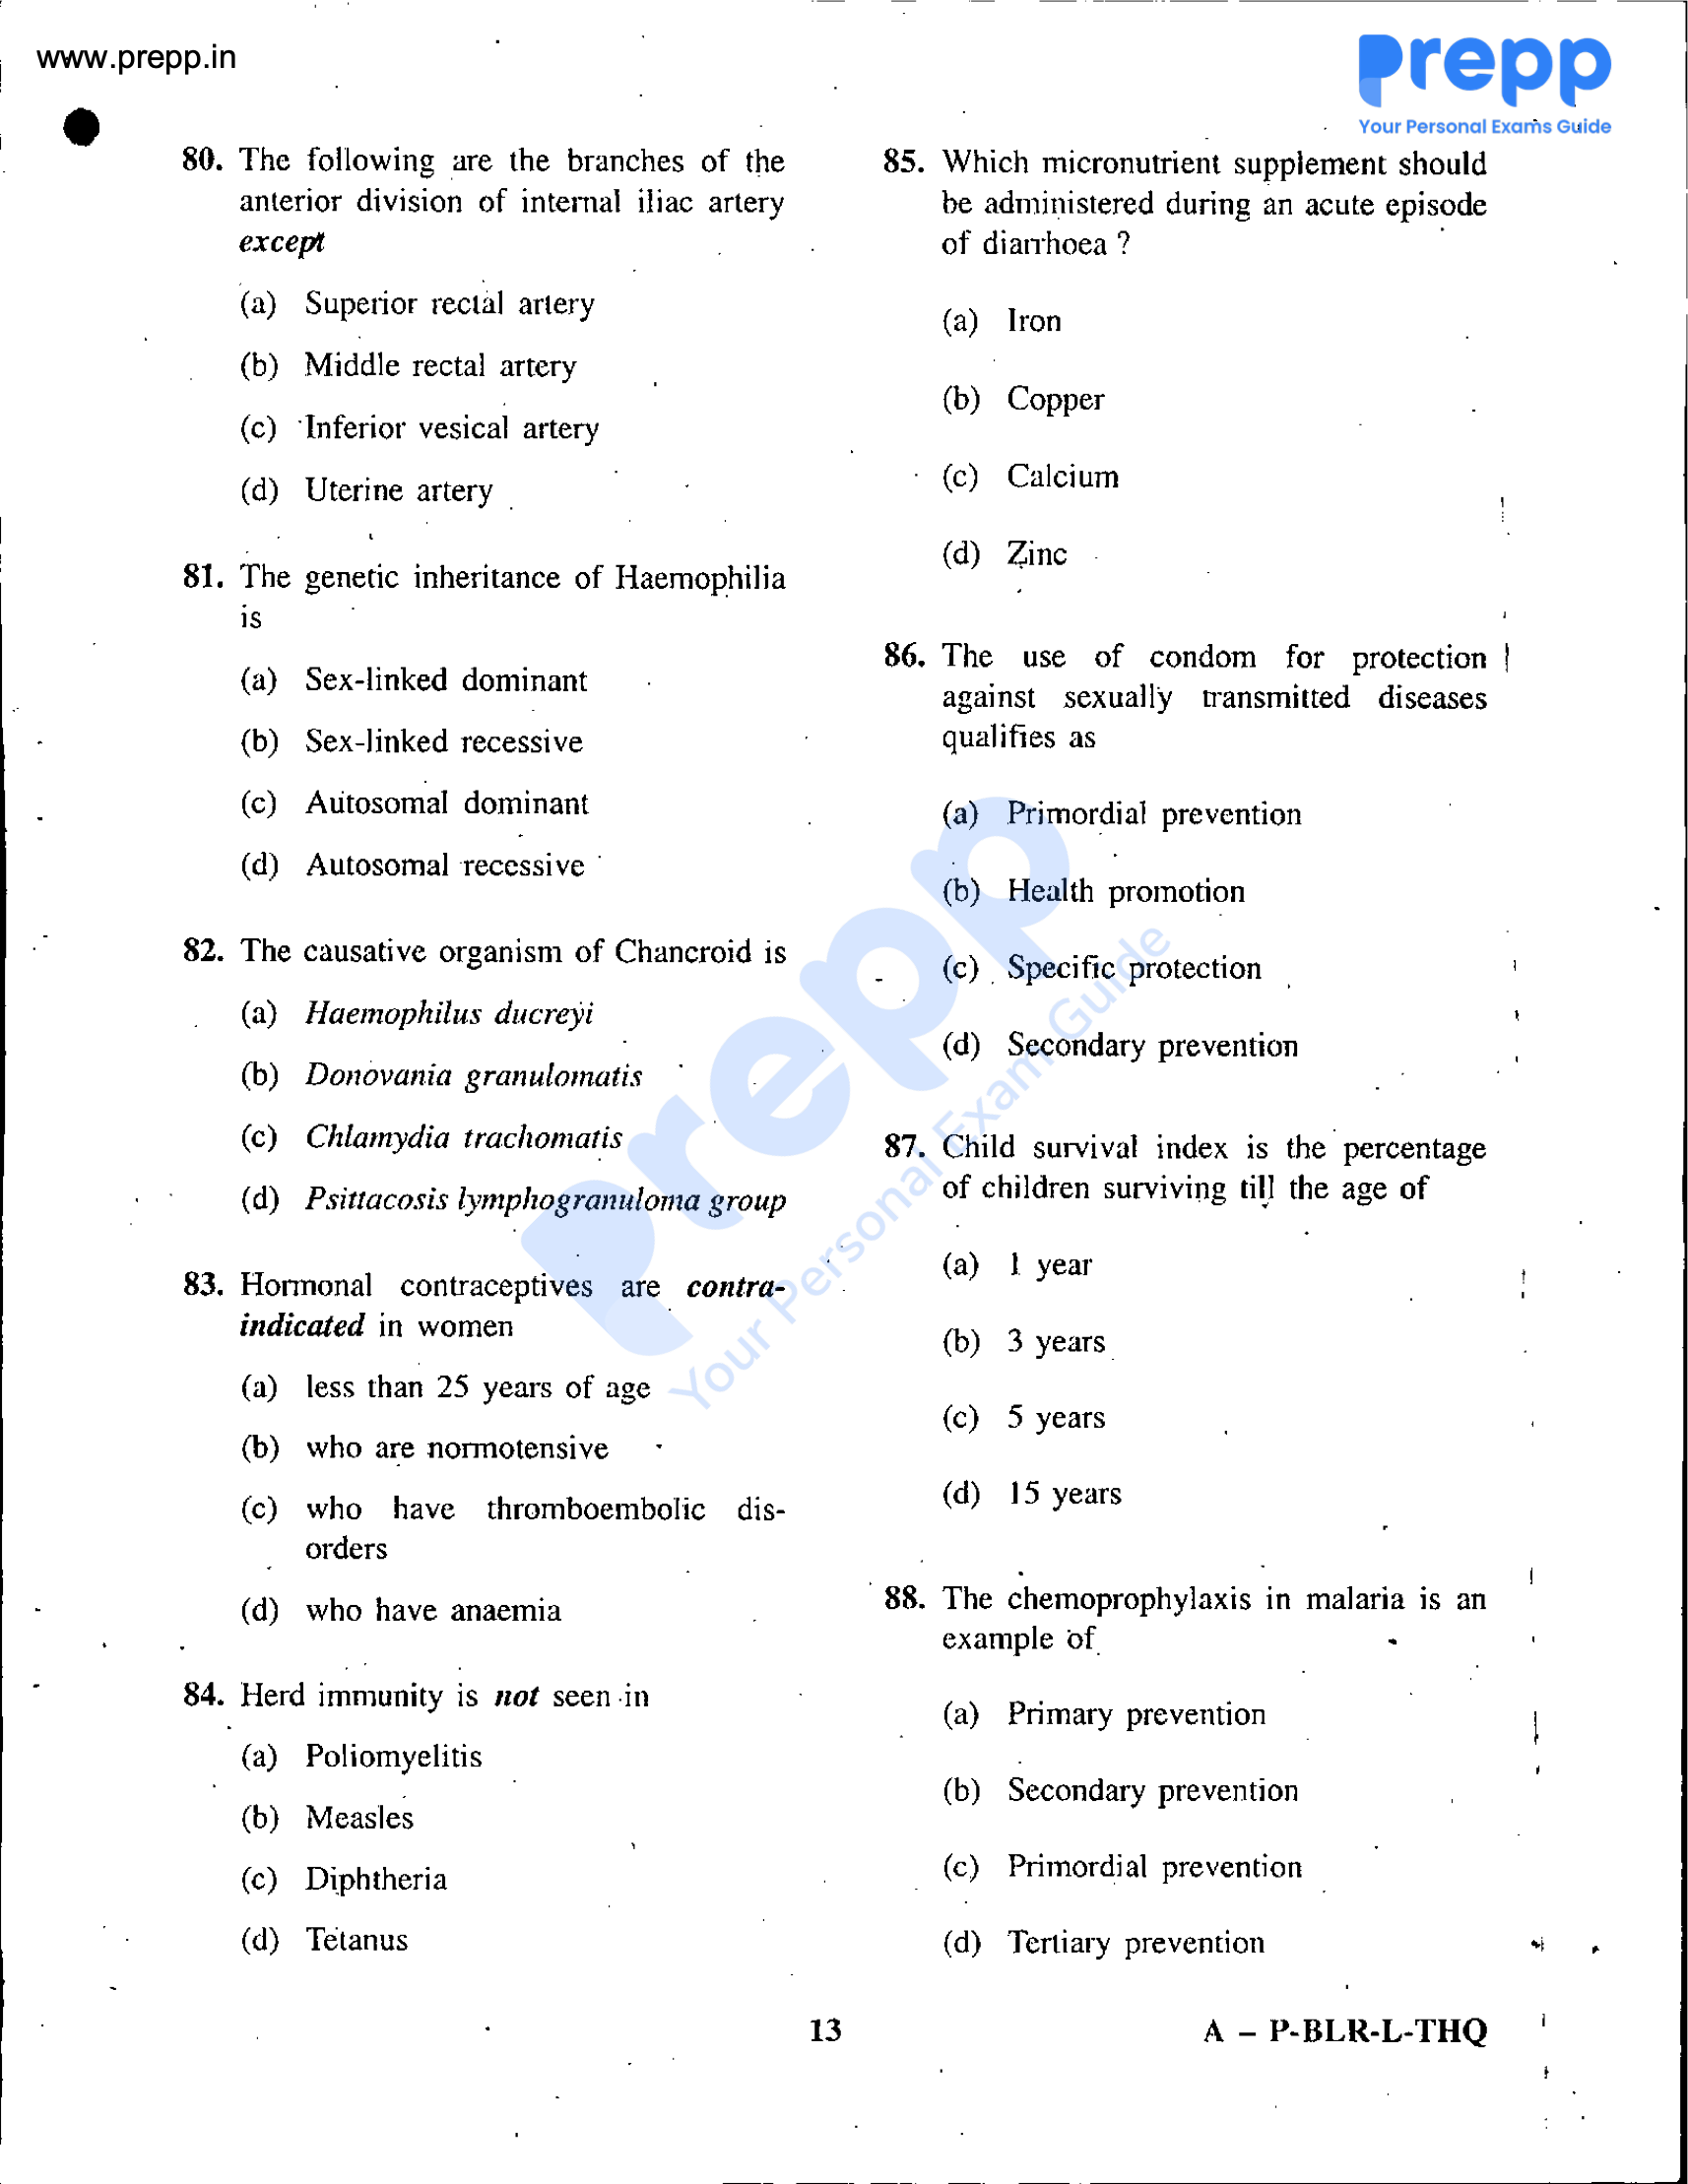 www.prepp.in
prepp
Your Personal Exams Guide
80. The following are the branches of the
anterior division of internal iliac artery
except
(a) Superior rectal artery
(b) Middle rectal artery
(c) Inferior vesical artery
(d) Uterine artery
81. The genetic inheritance of Haemophilia
is
(a) Sex-linked dominant
(b) Sex-linked recessive
(c) Autosomal dominant
(d) Autosomal recessive
82. The causative organism of Chancroid is
(a) Haemophilus ducreyi
(b) Donovania granulomatis
(c) Chlamydia trachomatis
(d) Psittacosis lymphogranuloma group
83. Hormonal contraceptives are contra-
indicated in women
(a) less than 25 years of age
(b) who are normotensive
(c) who have thromboembolic dis-
orders
(d) who have anaemia
84. Herd immunity is not seen in
(a) Poliomyelitis
(b) Measles
(c) Diphtheria
(d) Tetanus
85. Which micronutrient supplement should
be administered during an acute episode
of diarrhoea ?
(a) Iron
(b) Copper
(c) Calcium
(d) Zinc
86. The use of condom for protection
against sexually transmitted diseases
qualifies as
(a) Primordial prevention
(b) Health promotion
(c) Specific protection
(d) Secondary prevention
87. Child survival index is the percentage
of children surviving till the age of
(a) 1 year
(b) 3 years
(c) 5 years
(d) 15 years
88. The chemoprophylaxis in malaria is an
example of
(a) Primary prevention
(b) Secondary prevention
(c) Primordial prevention
(d) Tertiary prevention
prepp
Your Personal Exam Guide
13
A – P-BLR-L-THQ